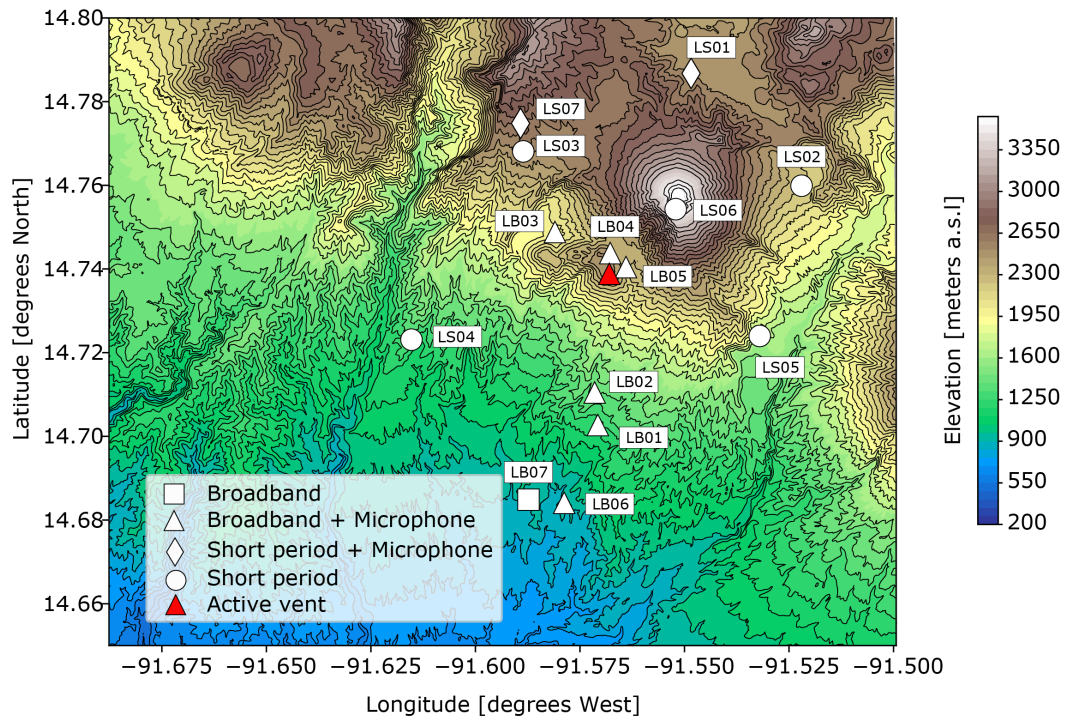 14.80
14.78
14.76
14.74
14.72
14.70
14.68
14.66
Latitude [degrees North]
LS01
LS07
LS03
LS02
LS06
LB03
LB04
LB05
LS04
LS05
LB02
LB01
LB07
LB06
Broadband
Broadband + Microphone
Short period + Microphone
Short period
Active vent
−91.675 −91.650 −91.625 −91.600 −91.575 −91.550 −91.525 −91.500
Longitude [degrees West]
3350
3000
2650
2300
1950
1600
1250
900
550
200
Elevation [meters a.s.l]